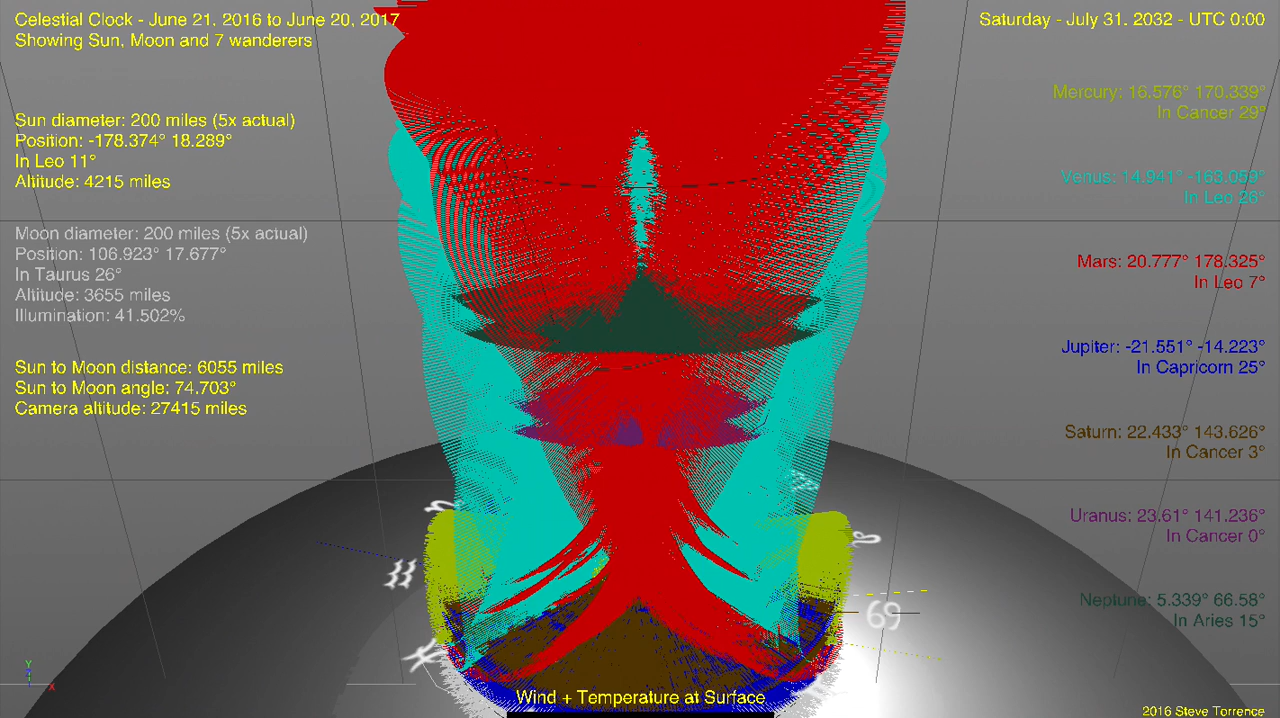 Celestial Clock - June 21. 2016 to June 20, 2017
Showing Sun, Moon and 7 wanderers
Saturday - July 31. 2032 - UTC 0:00
Sun diameter: 200 miles (5x actual)
Position: -178.374° 18.289°
In Leo 11°
Altitude: 4215 miles
Moon diameter: 200 miles (5x actual)
Position: 106.923° 17.677°
In Taurus 26°
Altitude: 3655 miles
Illumination: 41.502%
Sun to Moon distance: 6055 miles
Sun to Moon angle: 74.703°
Camera altitude: 27415 miles
Mercury: 16.576° 170.339°
In Cancer 29°
Venus: 14.941° -163.059°
In Leo 26°
Mars: 20.777° 178.325°
In Leo 7°
Jupiter: -21.551° -14.223°
In Capricorn 25°
Saturn: 22.433° 143.626°
In Cancer 3°
Uranus: 23.61° 141.236°
In Cancer 0°
Neptune: 5.339° 66.58°
In Aries 15°
Y
Z
X
Wind + Temperature at Surface
2016 Steve Torrence